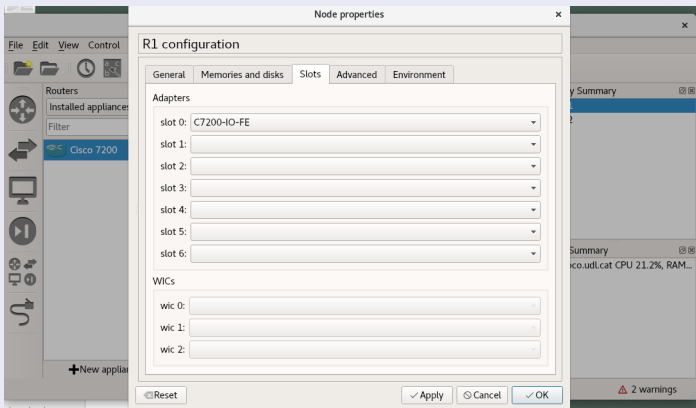 Node properties
×
×
File Edit View Control
R1 configuration
General Memories and disks Slots Advanced Environment
Routers
Installed appliances
Filter
Cisco 7200
Adapters
slot 0: C7200-IO-FE
slot 1:
slot 2:
slot 3:
slot 4:
slot 5:
slot 6:
WICs
wic 0:
wic 1:
wic 2:
y Summary
1
2
Summary
co.udl.cat CPU 21.2%, RAM...
+New applian
Reset
Apply
Cancel
OK
2 warnings